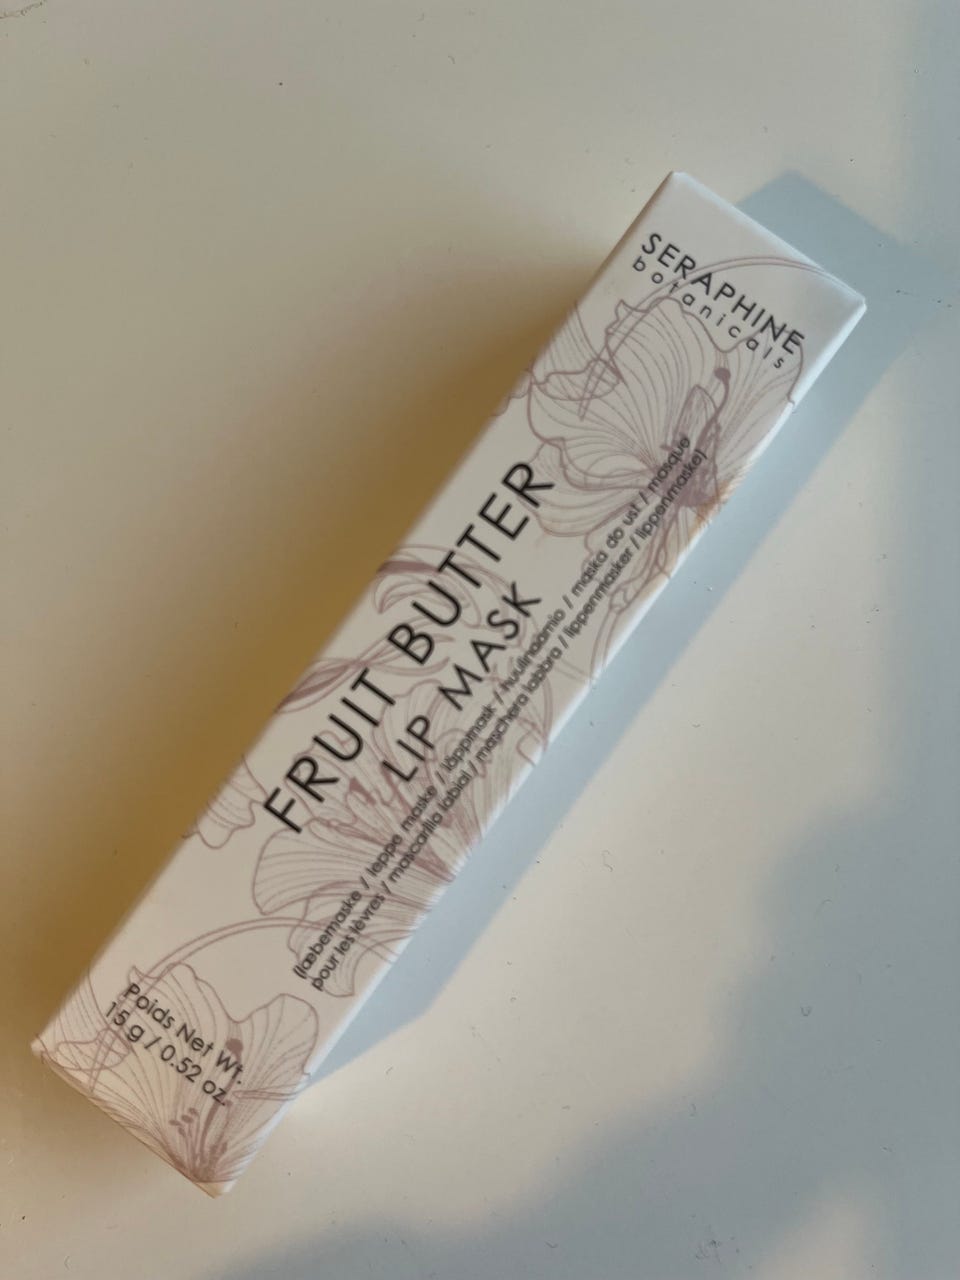 SERAPHINE
botanicals
FRUIT BUTTER
LIP MASK
(læbemaske / leppe maske / läppmask / huulinaamio / maska do ust / masque
pour les lèvres / mascarilla labial / maschera labbra / lippenmasker / lippenmaske)
Poids Net Wt.
15 g / 0.52 oz.